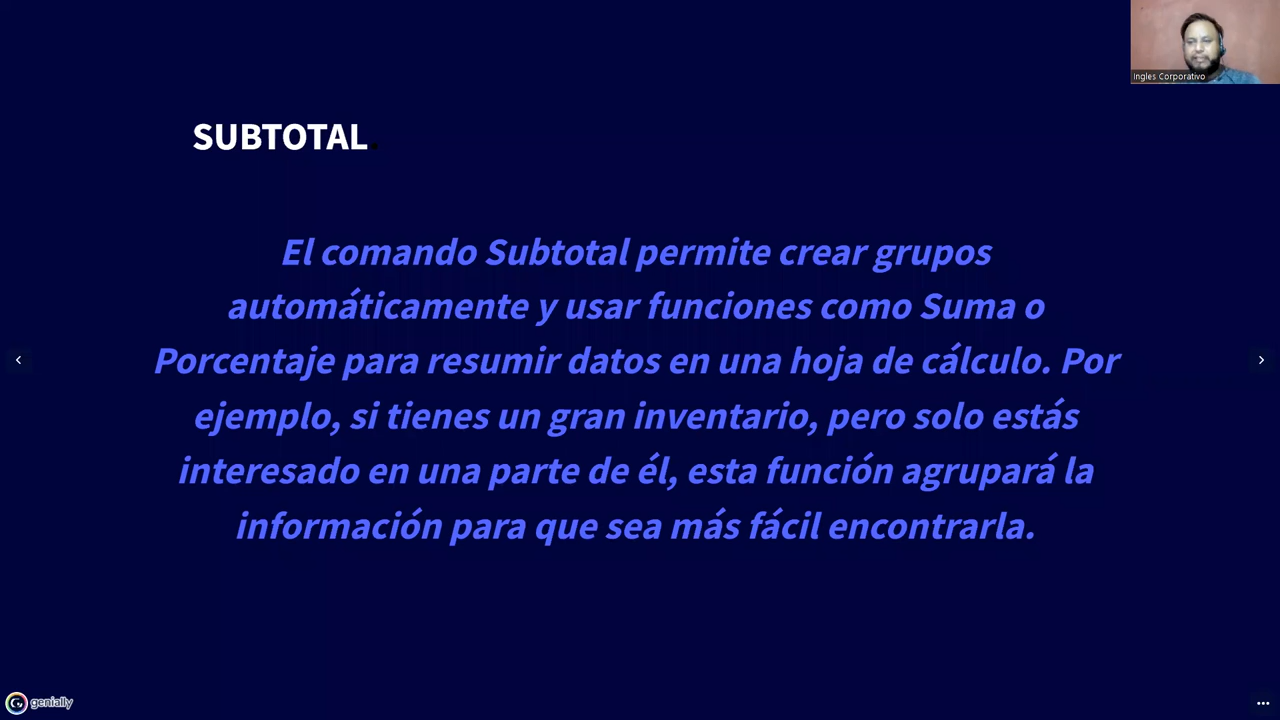 Ingles Corporativo
SUBTOTAL.
El comando Subtotal permite crear grupos
automáticamente y usar funciones como Suma o
Porcentaje para resumir datos en una hoja de cálculo. Por
ejemplo, si tienes un gran inventario, pero solo estás
interesado en una parte de él, esta función agrupará la
información para que sea más fácil encontrarla.
genially